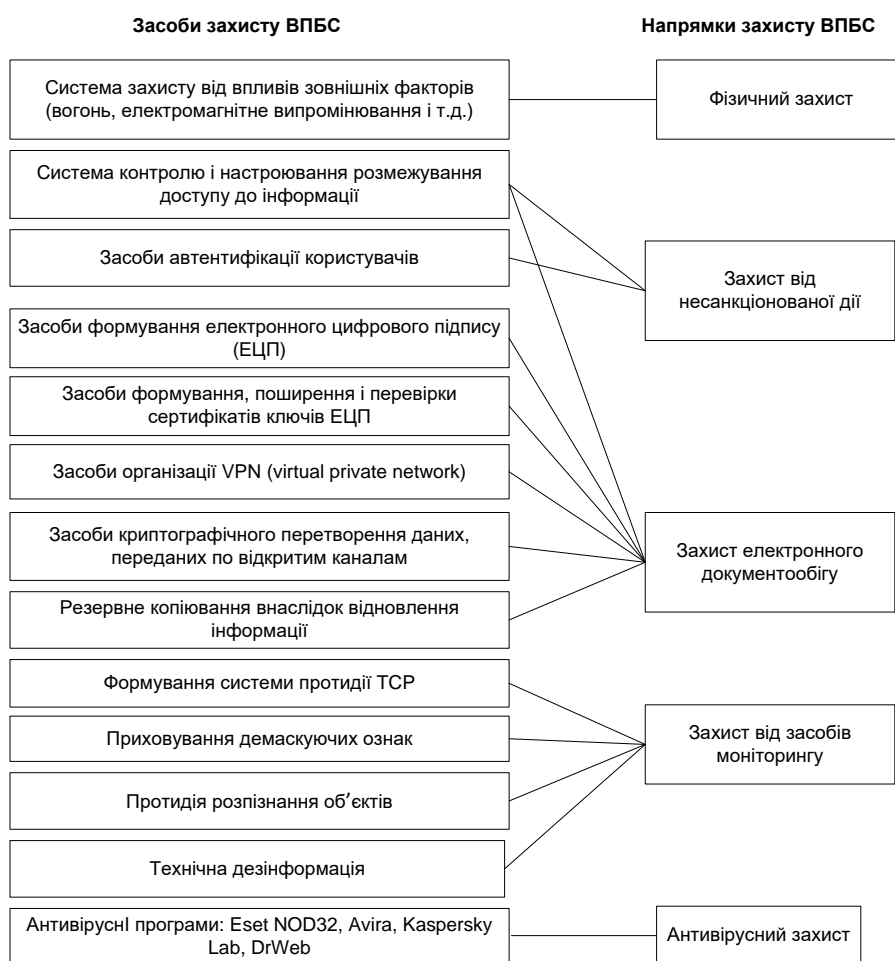 Засоби захисту ВПБС
Напрямки захисту ВПБС
Система захисту від впливів зовнішніх факторів
(вогонь, електромагнітне випромінювання і т.д.)
Фізичний захист
Система контролю і настроювання розмежування
доступу до інформації
Засоби автентифікації користувачів
Захист від
несанкціонованої дії
Засоби формування електронного цифрового підпису
(ЕЦП)
Засоби формування, поширення і перевірки
сертифікатів ключів ЕЦП
Засоби організації VPN (virtual private network)
Засоби криптографічного перетворення даних,
переданих по відкритим каналам
Захист електронного
документообігу
Резервне копіювання внаслідок відновлення
інформації
Формування системи протидії ТСР
Приховування демаскуючих ознак
Захист від засобів
моніторингу
Протидія розпізнання об′єктів
Технічна дезінформація
АнтивіруснІ програми: Eset NOD32, Avira, Kaspersky
Lab, DrWeb
Антивірусний захист